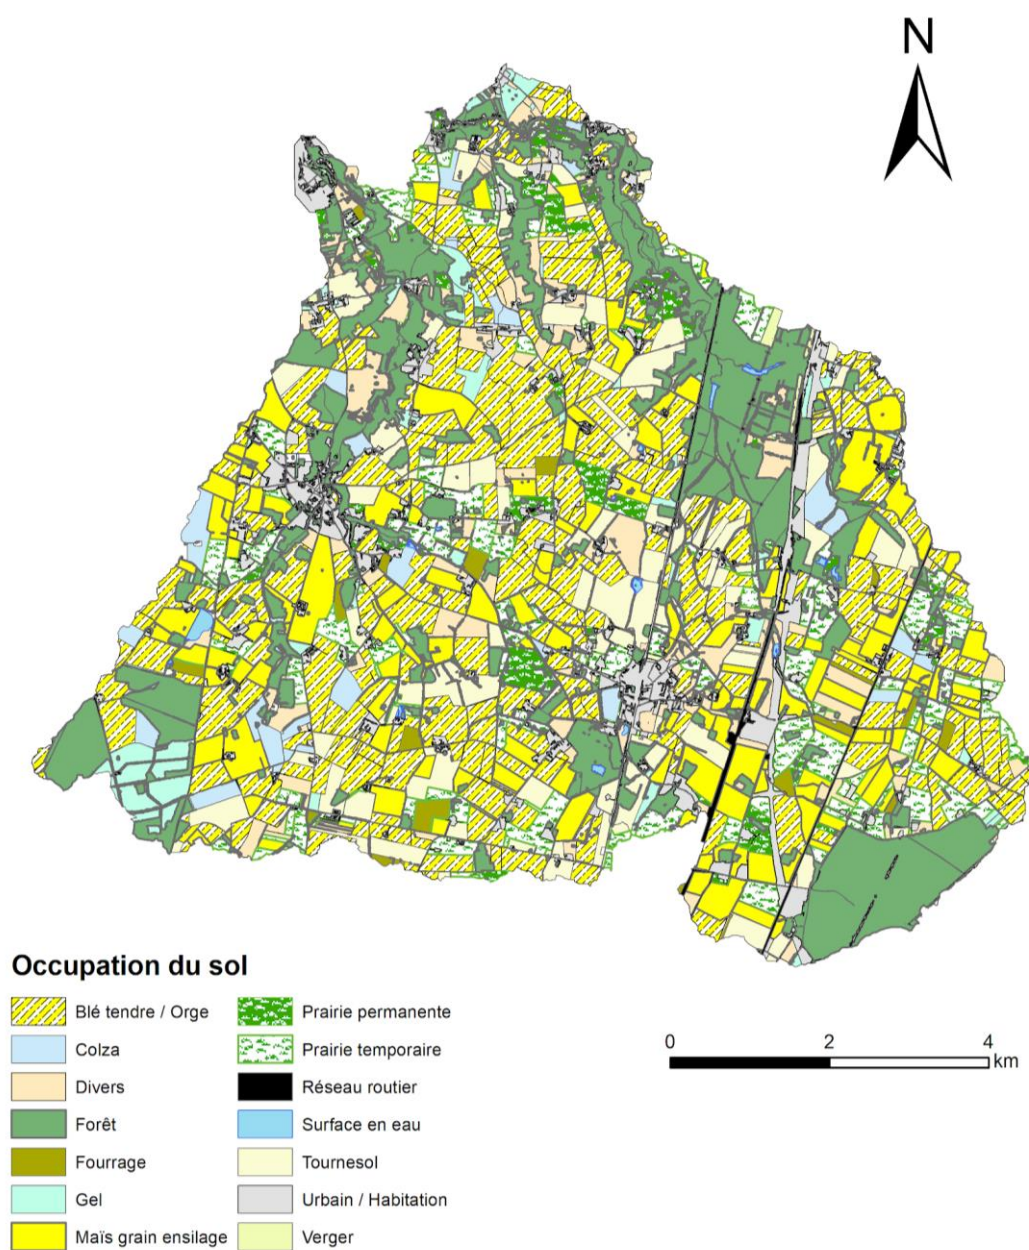 N
Occupation du sol
Blé tendre / Orge
Colza
Divers
Forêt
Fourrage
Gel
Maïs grain ensilage
Prairie permanente
Prairie temporaire
Réseau routier
Surface en eau
Tournesol
Urbain / Habitation
Verger
0 2 4
km